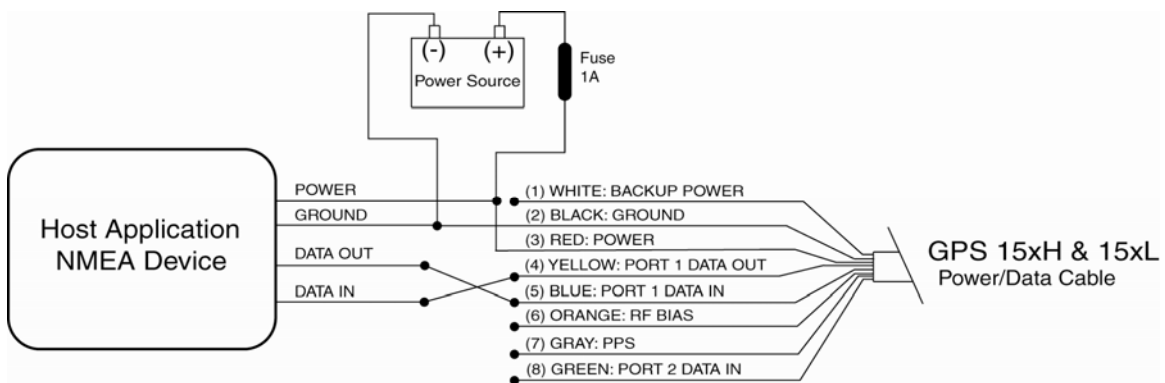 (-) (+)
Power Source
Fuse
1A
Host Application
NMEA Device
POWER
GROUND
DATA OUT
DATA IN
(1) WHITE: BACKUP POWER
(2) BLACK: GROUND
(3) RED: POWER
(4) YELLOW: PORT 1 DATA OUT
(5) BLUE: PORT 1 DATA IN
(6) ORANGE: RF BIAS
(7) GRAY: PPS
(8) GREEN: PORT 2 DATA IN
GPS 15xH & 15xL
Power/Data Cable